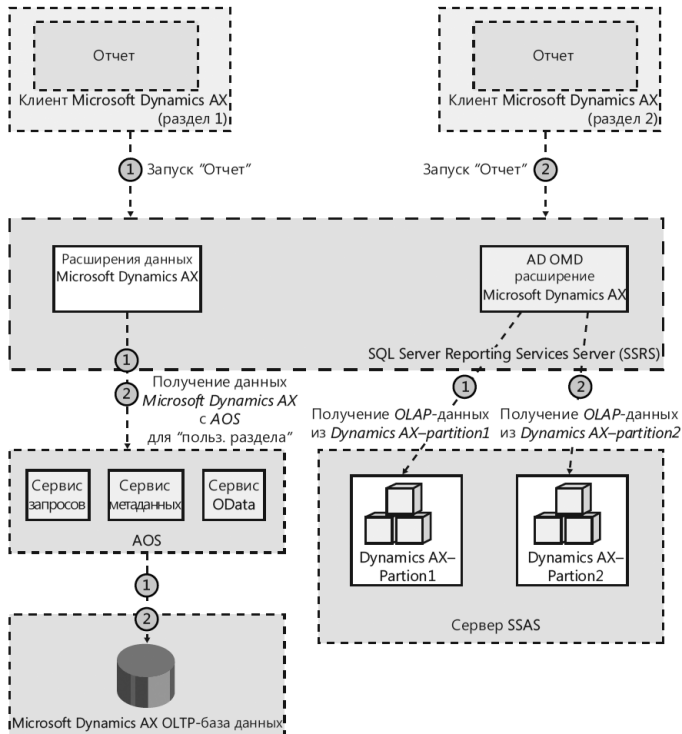 Отчет
Клиент Microsoft Dynamics AX
(раздел 1)
Отчет
Клиент Microsoft Dynamics AX
(раздел 2)
1
Запуск “Отчет”
Запуск “Отчет”
2
Расширения данных
Microsoft Dynamics AX
AD OMD
расширение
Microsoft Dynamics AX
SQL Server Reporting Services Server (SSRS)
1
2
Получение данных
Microsoft Dynamics AX
с AOS
для “польз. раздела”
1
2
Получение OLAP-данных
из Dynamics AX–partition1
Получение OLAP-данных
из Dynamics AX–partition2
Сервис
запросов
Сервис
метаданных
Сервис
OData
AOS
Dynamics AX–
Partion1
Dynamics AX–
Partion2
Сервер SSAS
1
2
Microsoft Dynamics AX OLTP-база данных